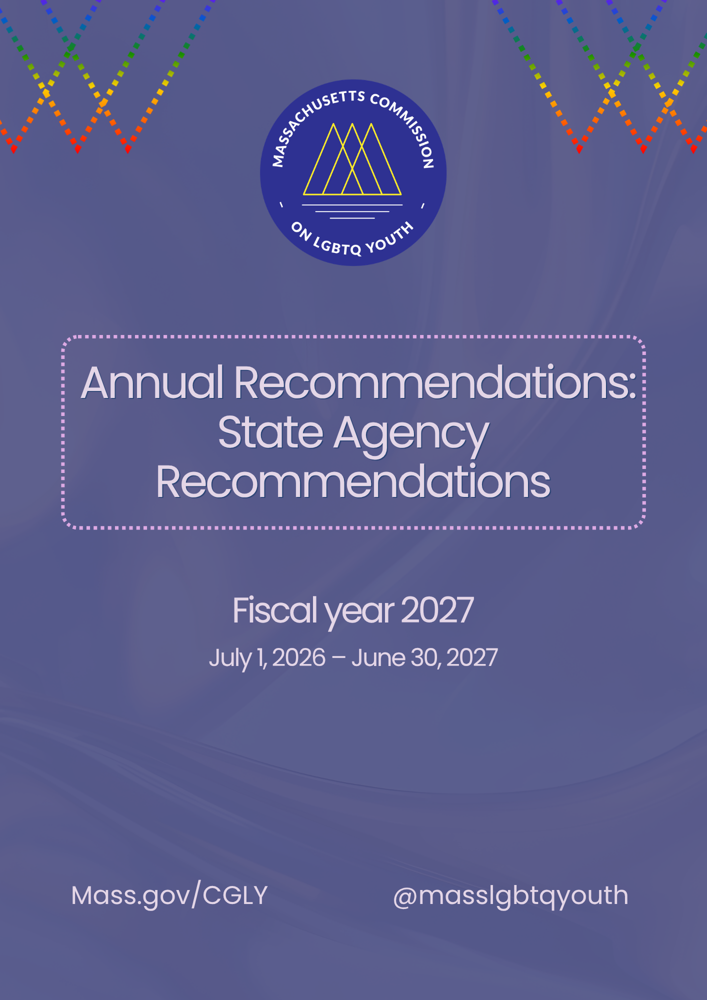 MASSACHUSETTS COMMISSION
- ON LGBTQ YOUTH -
Annual Recommendations:
State Agency
Recommendations
Fiscal year 2027
July 1, 2026 – June 30, 2027
Mass.gov/CGLY
@masslgbtqyouth